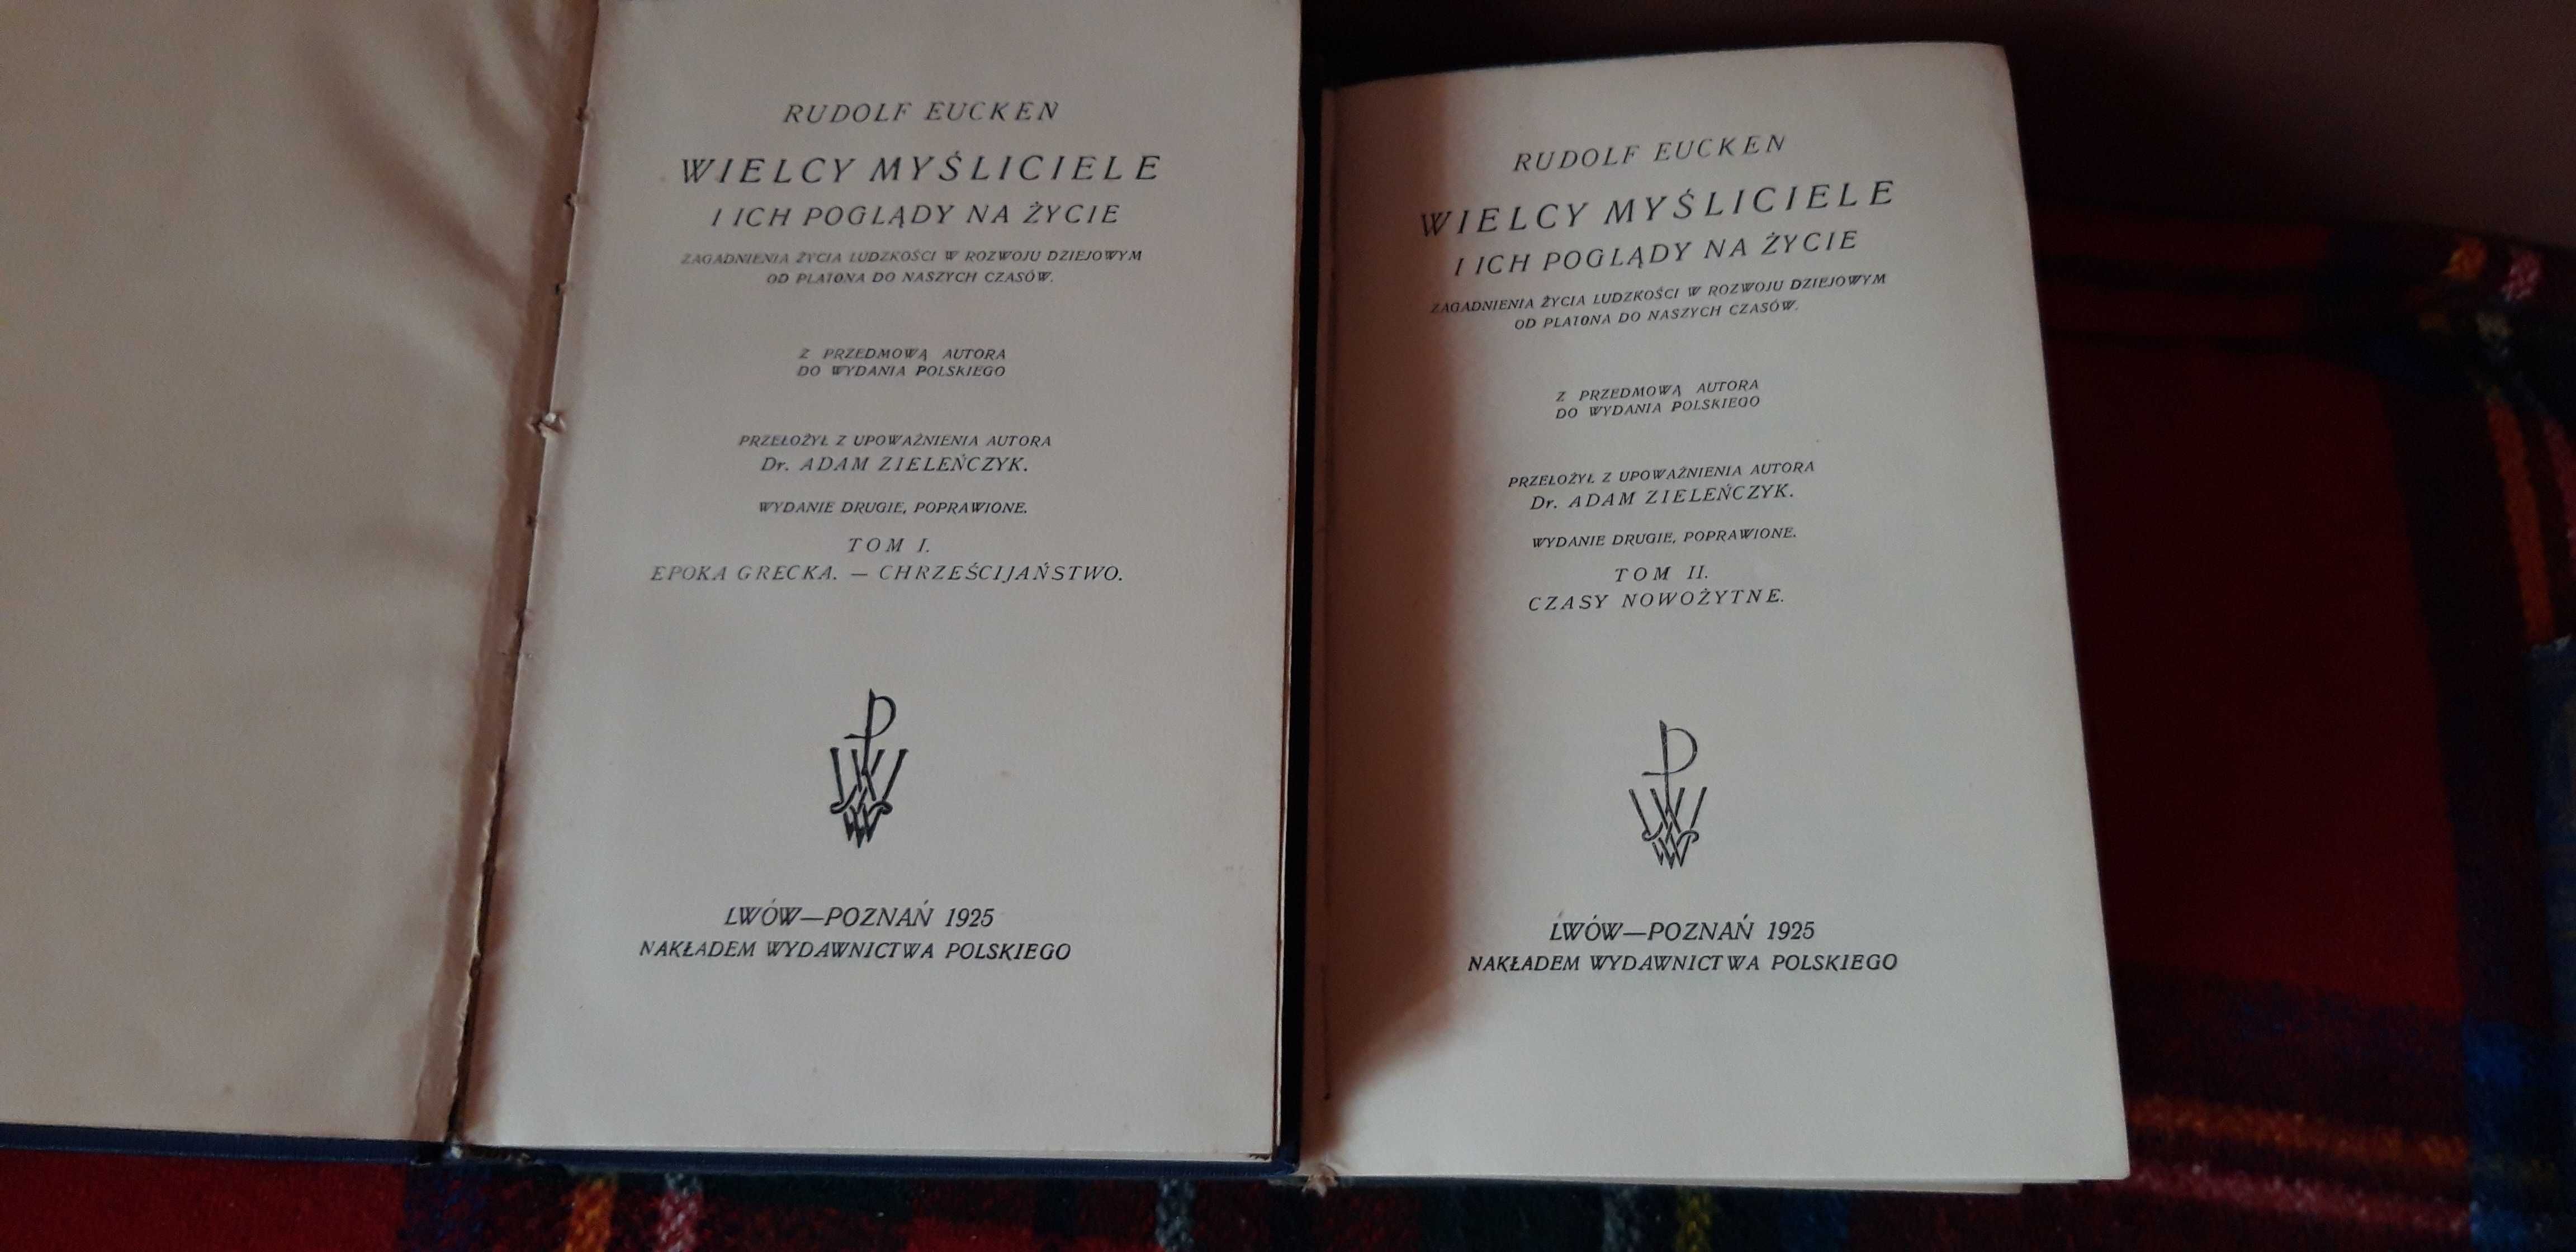 RUDOLF EUCKEN
WIELCY MYŚLICIELE
I ICH POGLĄDY NA ŻYCIE
ZAGADNIENIA ŻYCIA LUDZKOŚCI W ROZWOJU DZIEJOWYM
OD PLATONA DO NASZYCH CZASÓW.
Z PRZEDMOWĄ AUTORA
DO WYDANIA POLSKIEGO
PRZEŁOŻYŁ Z UPOWAŻNIENIA AUTORA
Dr. ADAM ZIELEŃCZYK.
WYDANIE DRUGIE, POPRAWIONE.
TOM I.
EPOKA GRECKA. — CHRZEŚCIJAŃSTWO.
LWÓW—POZNAŃ 1925
NAKŁADEM WYDAWNICTWA POLSKIEGO
RUDOLF EUCKEN
WIELCY MYŚLICIELE
I ICH POGLĄDY NA ŻYCIE
ZAGADNIENIA ŻYCIA LUDZKOŚCI W ROZWOJU DZIEJOWYM
OD PLATONA DO NASZYCH CZASÓW.
Z PRZEDMOWĄ AUTORA
DO WYDANIA POLSKIEGO
PRZEŁOŻYŁ Z UPOWAŻNIENIA AUTORA
Dr. ADAM ZIELEŃCZYK.
WYDANIE DRUGIE, POPRAWIONE.
TOM II.
CZASY NOWOŻYTNE.
LWÓW—POZNAŃ 1925
NAKŁADEM WYDAWNICTWA POLSKIEGO